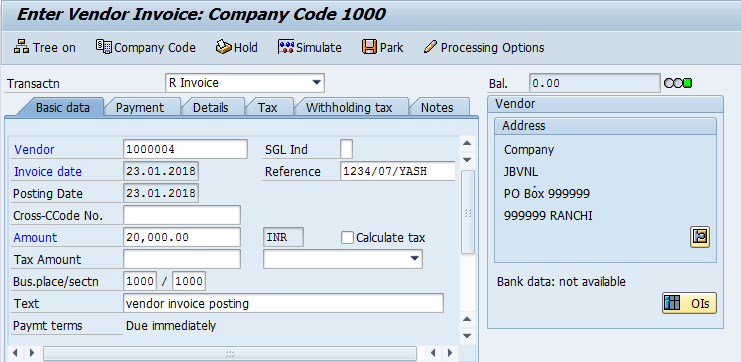 Enter Vendor Invoice: Company Code 1000
Tree on Company Code Hold Simulate Park Processing Options
Transactn R Invoice Bal. 0.00
Basic data Payment Details Tax Withholding tax Notes
Vendor
Address
Vendor 1000004 SGL Ind
Company
Invoice date 23.01.2018 Reference 1234/07/YASH
JBVNL
Posting Date 23.01.2018
PO Box 999999
Cross-CCode No.
999999 RANCHI
Amount 20,000.00 INR Calculate tax
Tax Amount
Bus.place/sectn 1000 / 1000
Bank data: not available
Text vendor invoice posting
OIs
Paymt terms Due immediately